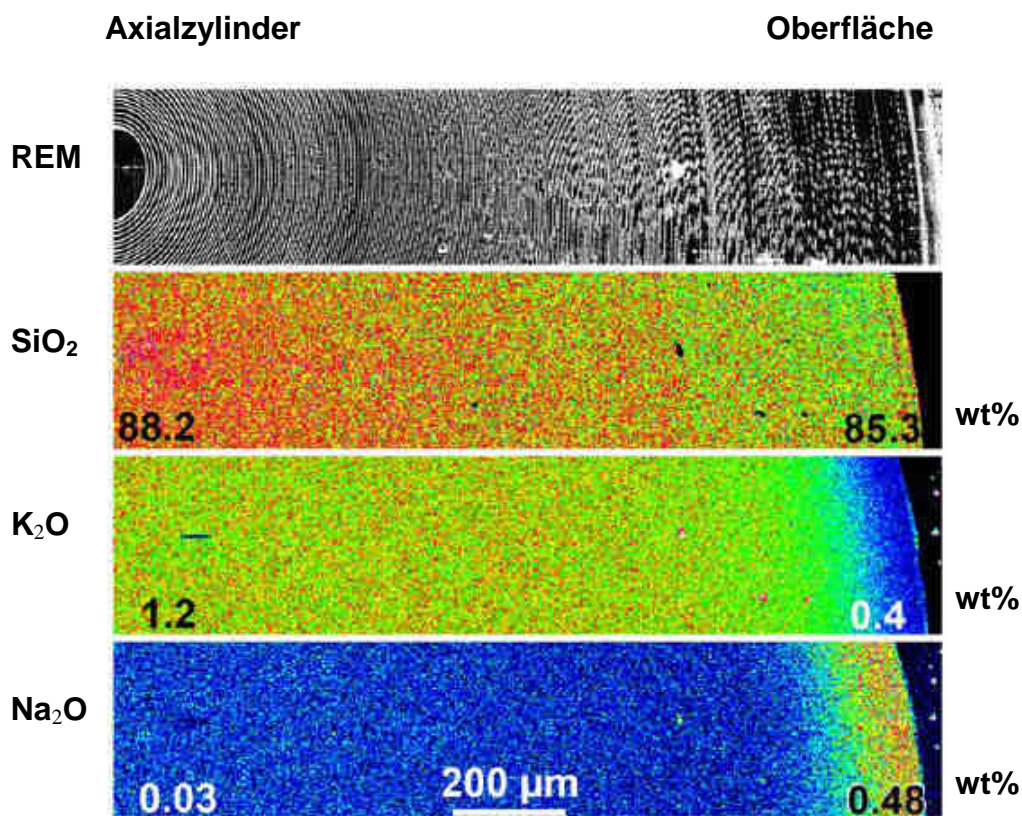 Axialzylinder Oberfläche
REM
SiO₂
88.2 85.3 wt%
K₂O
1.2 0.4 wt%
Na₂O
0.03 200 µm 0.48 wt%